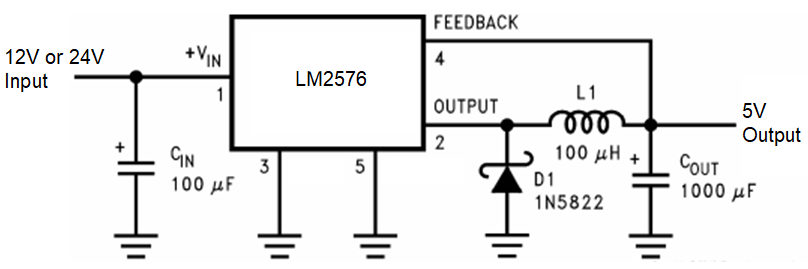 FEEDBACK
12V or 24V
Input
+VIN
1
LM2576
4
OUTPUT
2
L1
100 μH
5V
Output
+
CIN
100 μF
3
5
D1
1N5822
+
COUT
1000 μF